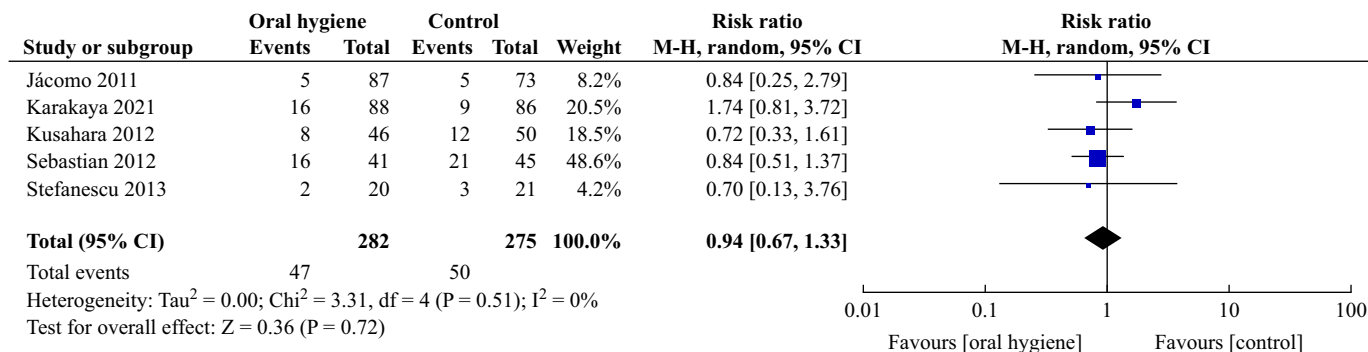 Oral hygiene Control Risk ratio Risk ratio
Study or subgroup Events Total Events Total Weight M-H, random, 95% CI M-H, random, 95% CI
Jácomo 2011 5 87 5 73 8.2% 0.84 [0.25, 2.79]
Karakaya 2021 16 88 9 86 20.5% 1.74 [0.81, 3.72]
Kusahara 2012 8 46 12 50 18.5% 0.72 [0.33, 1.61]
Sebastian 2012 16 41 21 45 48.6% 0.84 [0.51, 1.37]
Stefanescu 2013 2 20 3 21 4.2% 0.70 [0.13, 3.76]
Total (95% CI) 282 275 100.0% 0.94 [0.67, 1.33]
Total events 47 50
Heterogeneity: Tau² = 0.00; Chi² = 3.31, df = 4 (P = 0.51); I² = 0%
Test for overall effect: Z = 0.36 (P = 0.72)
0.01 0.1 1 10 100
Favours [oral hygiene] Favours [control]